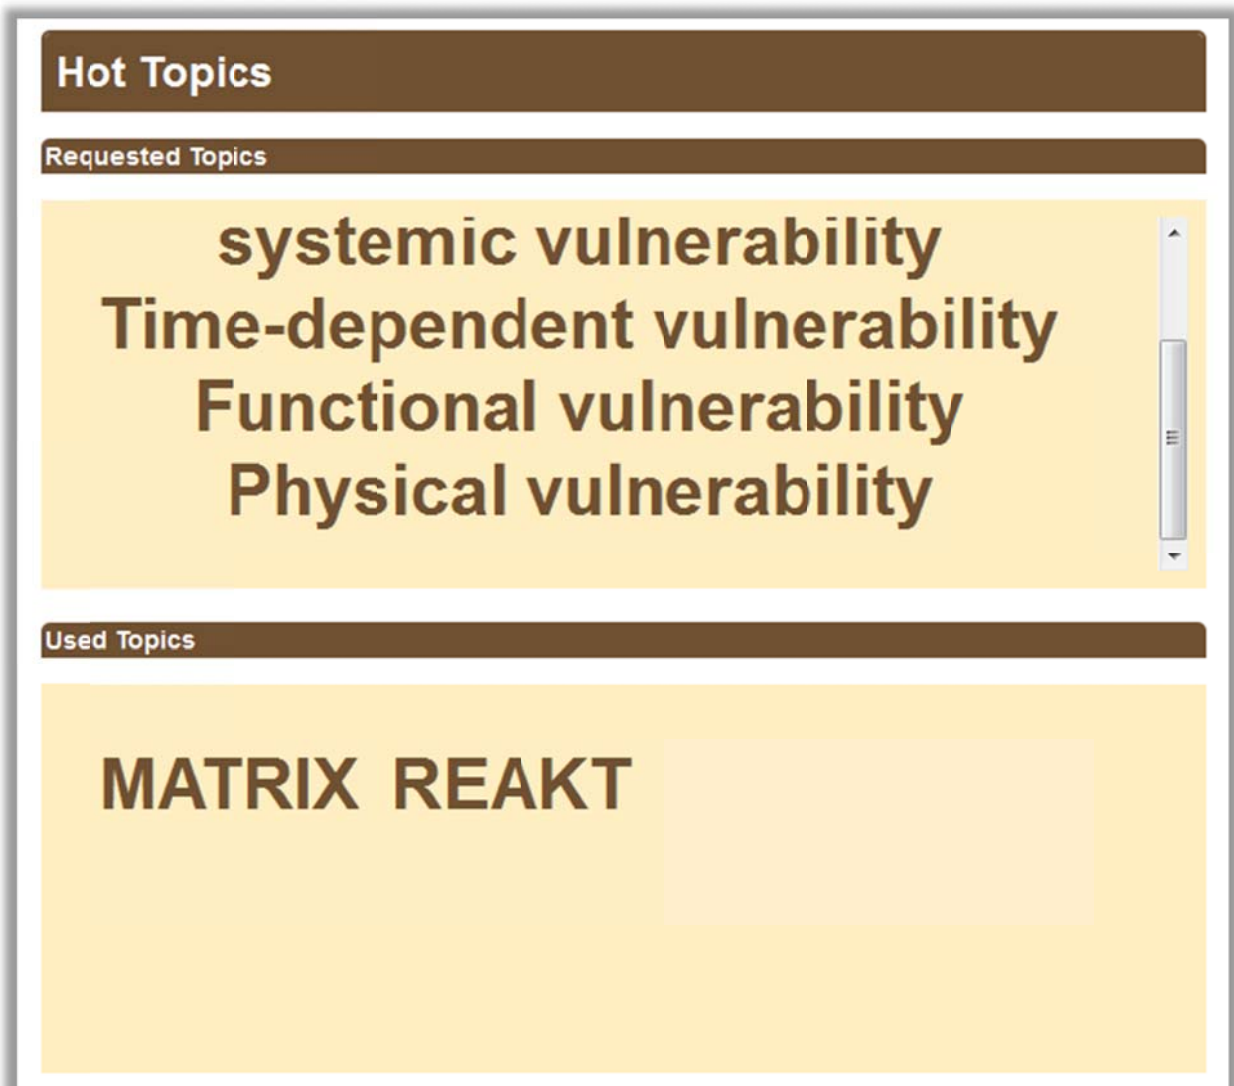 Hot Topics
Requested Topics
systemic vulnerability
Time-dependent vulnerability
Functional vulnerability
Physical vulnerability
Used Topics
MATRIX REAKT